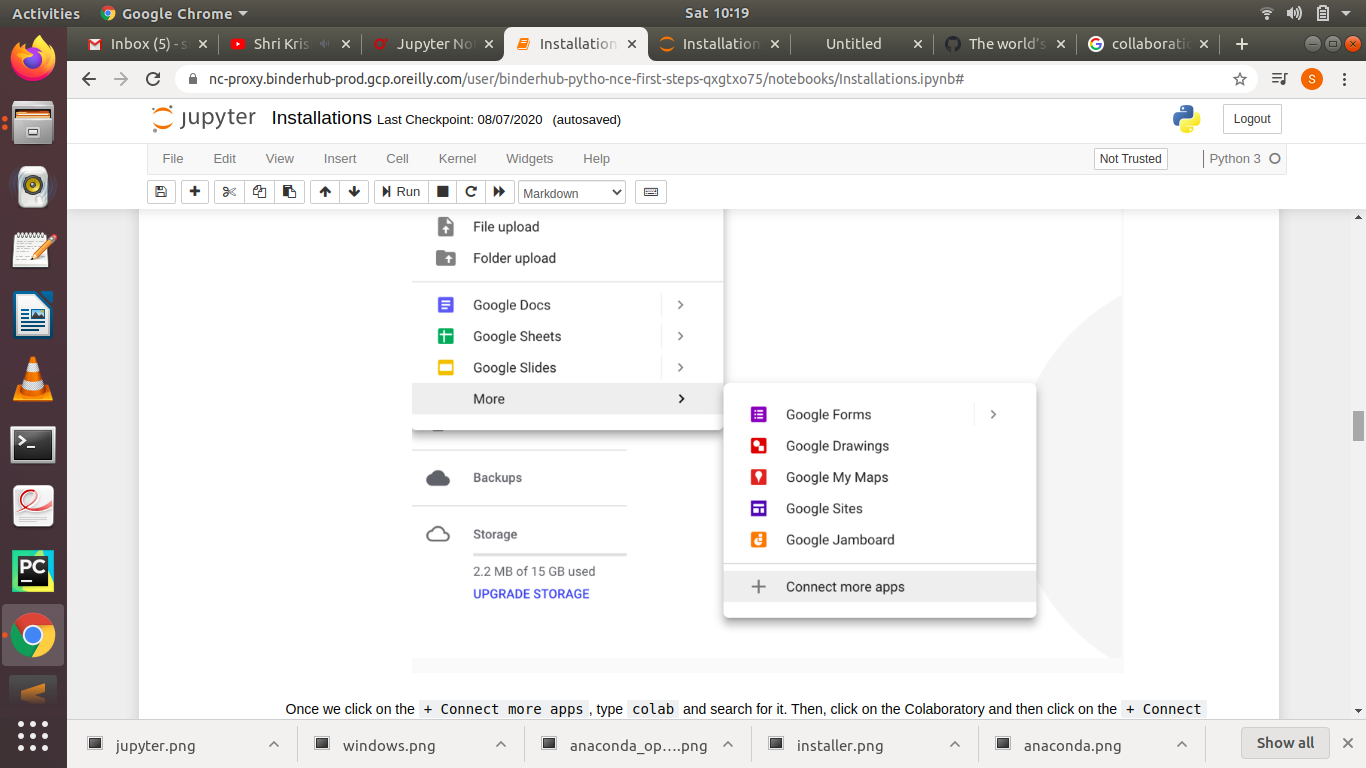 Activities Google Chrome Sat 10:19
Inbox (5) - s Shri Kris Jupyter No Installation Installation Untitled The world's collaboratio
nc-proxy.binderhub-prod.gcp.oreilly.com/user/binderhub-pytho-nce-first-steps-qxgtxo75/notebooks/Installations.ipynb# S
jupyter Installations Last Checkpoint: 08/07/2020 (autosaved) Logout
File Edit View Insert Cell Kernel Widgets Help Not Trusted Python 3
Run Markdown
File upload
Folder upload
Google Docs
Google Sheets
Google Slides
More
Google Forms
Google Drawings
Google My Maps
Google Sites
Google Jamboard
Connect more apps
Backups
Storage
2.2 MB of 15 GB used
UPGRADE STORAGE
Once we click on the + Connect more apps , type colab and search for it. Then, click on the Colaboratory and then click on the + Connect
PC
jupyter.png windows.png anaconda_op....png installer.png anaconda.png Show all